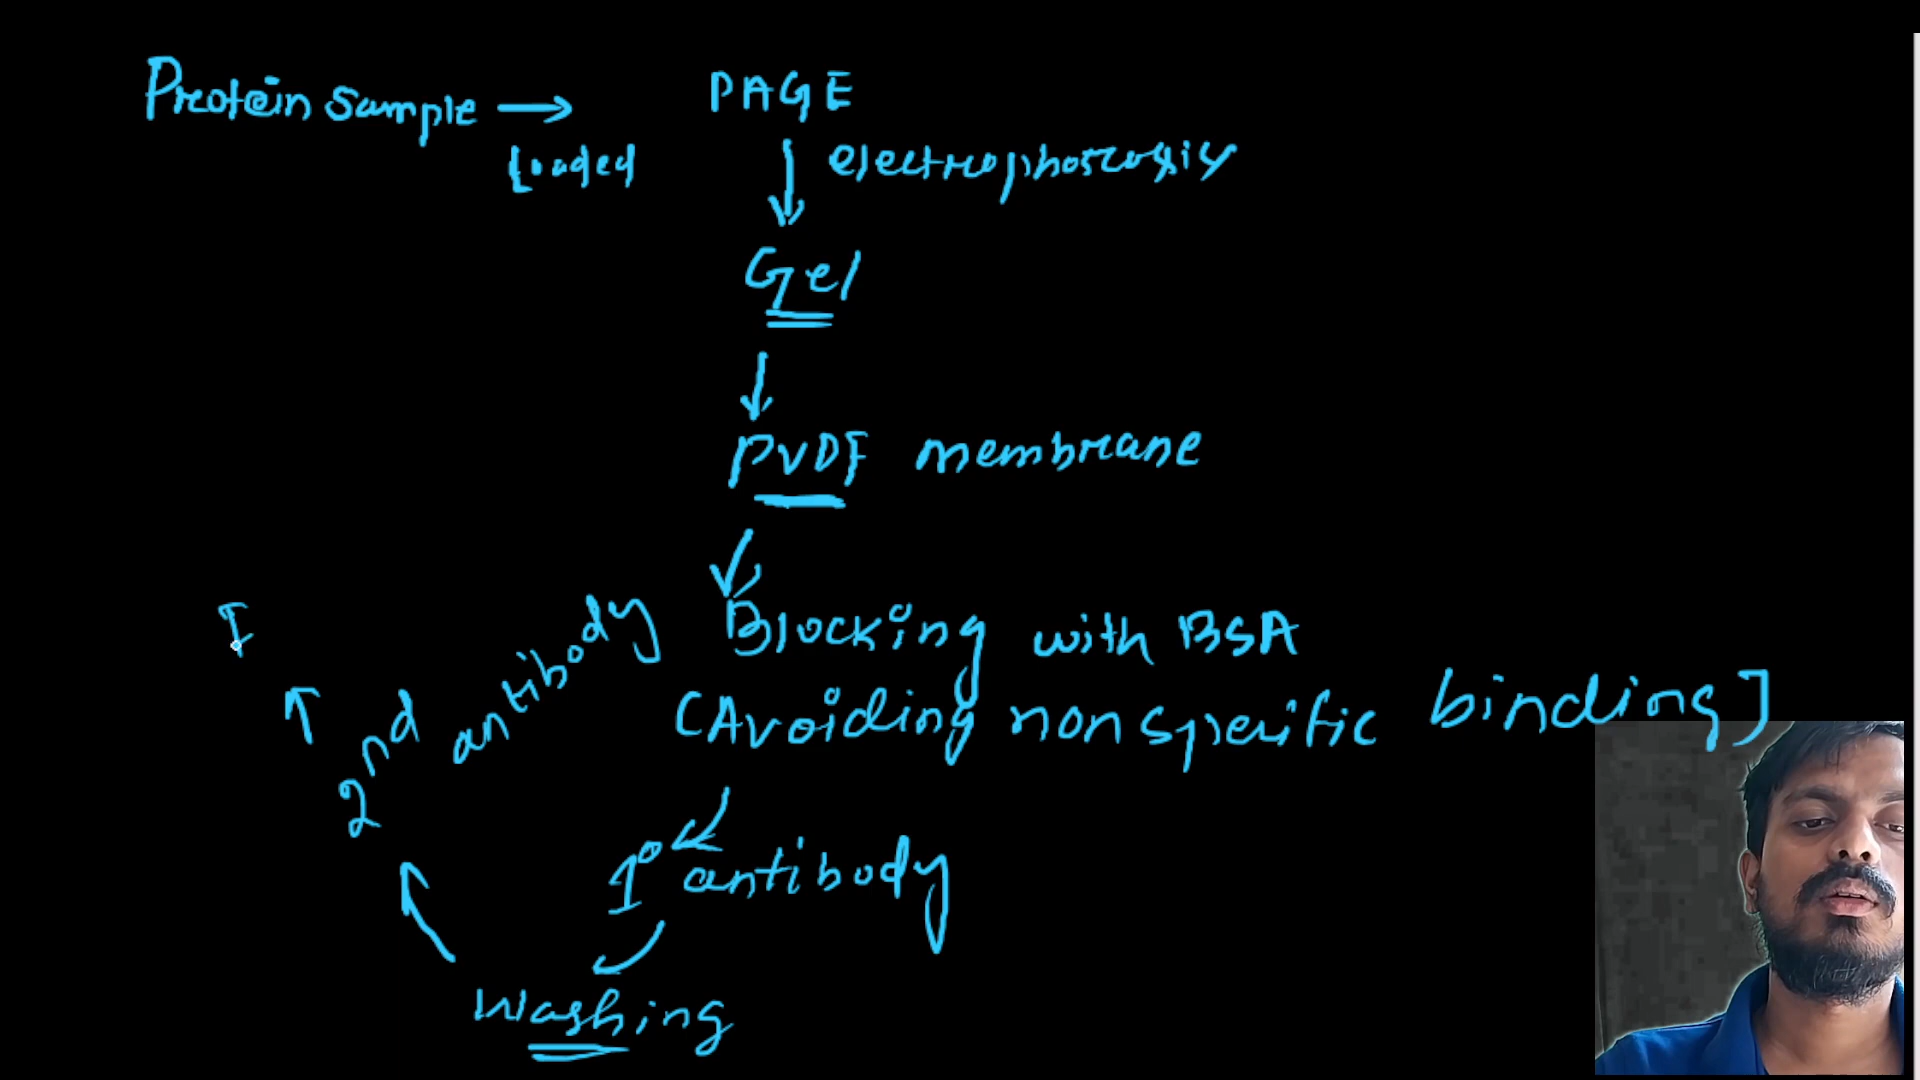 Protein Sample → PAGE
Loaded
↓ electrophoresis
Gel
↓
PVDF membrane
↓
Blocking with BSA
(Avoiding nonspecific binding]
1° antibody
Washing
2nd antibody
↑
I